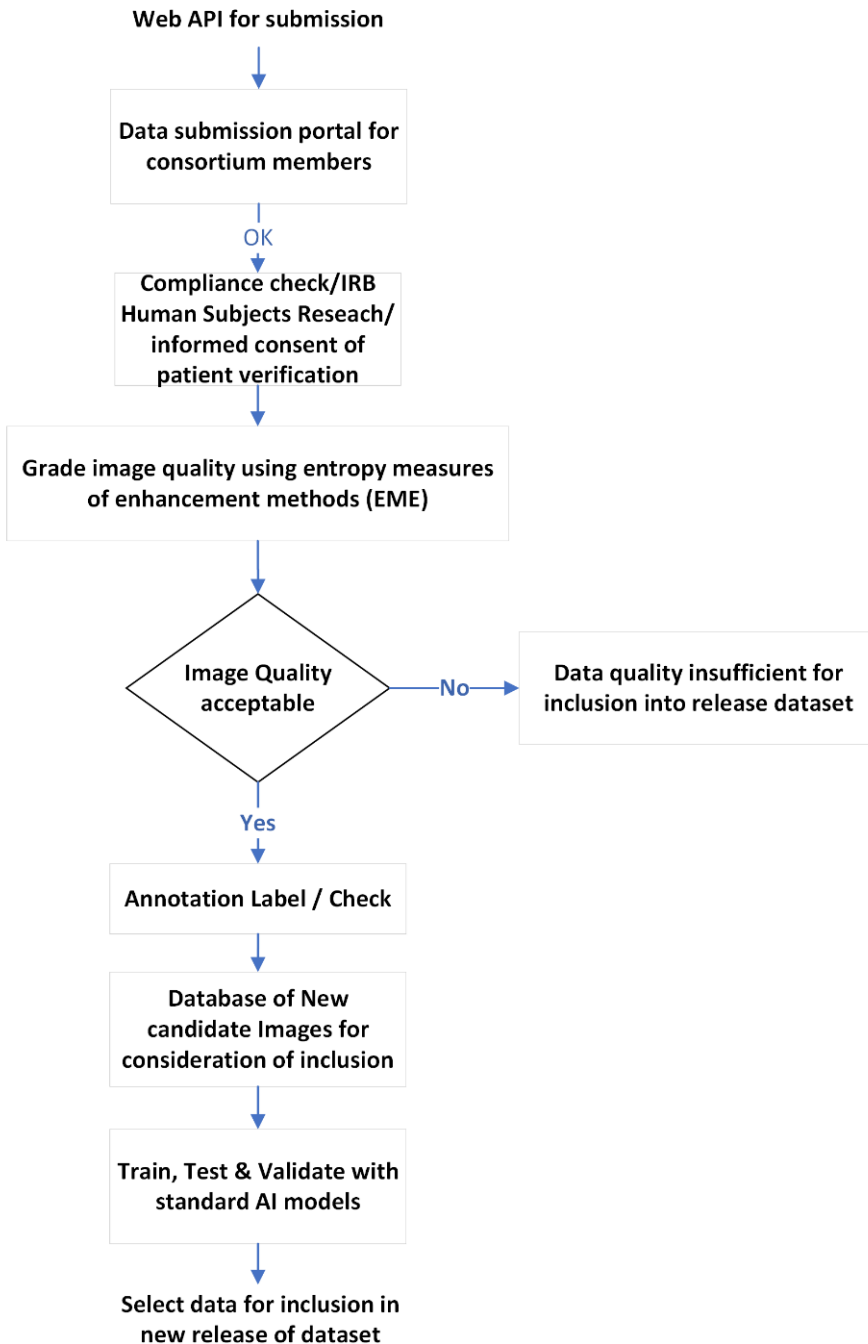 Web API for submission
Data submission portal for
consortium members
OK
Compliance check/IRB
Human Subjects Reseach/
informed consent of
patient verification
Grade image quality using entropy measures
of enhancement methods (EME)
Image Quality
acceptable
No
Data quality insufficient for
inclusion into release dataset
Yes
Annotation Label / Check
Database of New
candidate Images for
consideration of inclusion
Train, Test & Validate with
standard AI models
Select data for inclusion in
new release of dataset